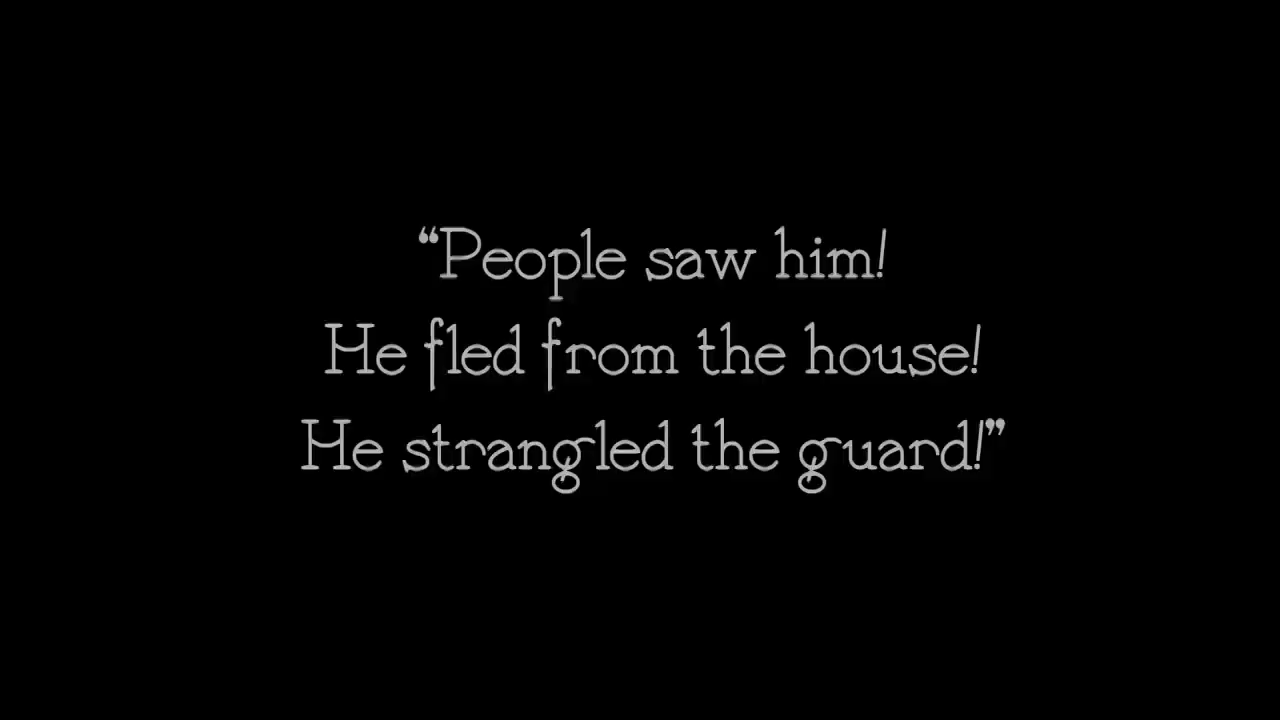 “People saw him!
He fled from the house!
He strangled the guard!”